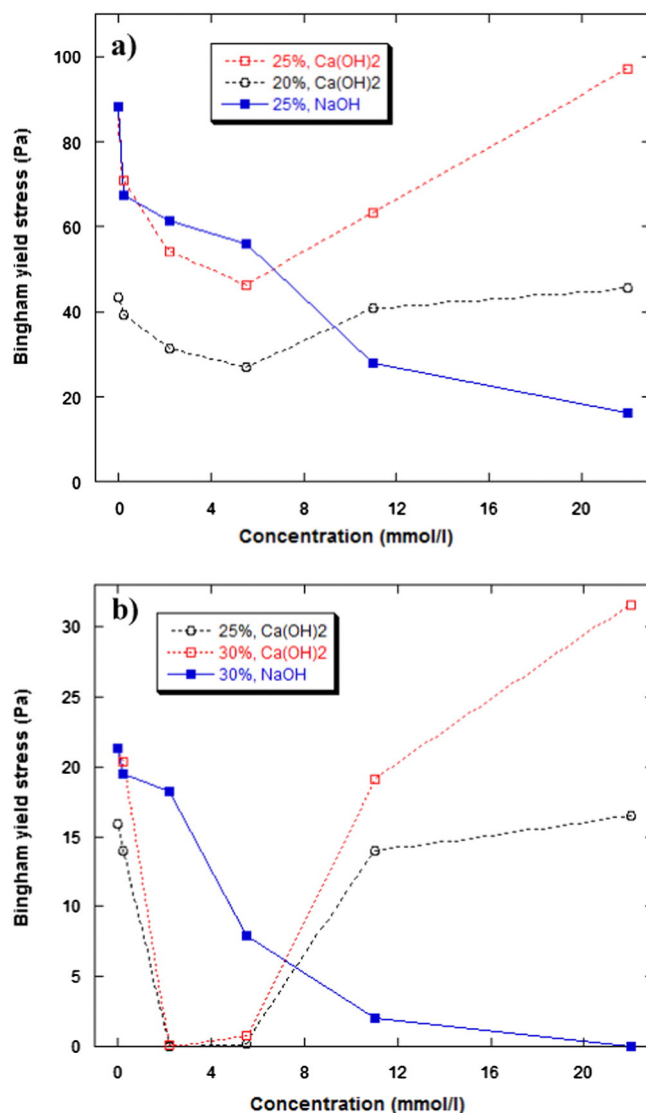 a)
25%, Ca(OH)2
20%, Ca(OH)2
25%, NaOH
Bingham yield stress (Pa)
100
80
60
40
20
0
0 4 8 12 16 20
Concentration (mmol/l)
b)
25%, Ca(OH)2
30%, Ca(OH)2
30%, NaOH
Bingham yield stress (Pa)
30
25
20
15
10
5
0
0 4 8 12 16 20
Concentration (mmol/l)